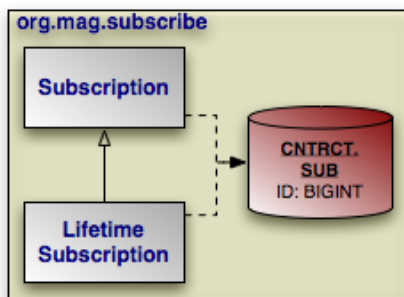 org.mag.subscribe
Subscription
CNTRCT.
SUB
ID: BIGINT
Lifetime
Subscription